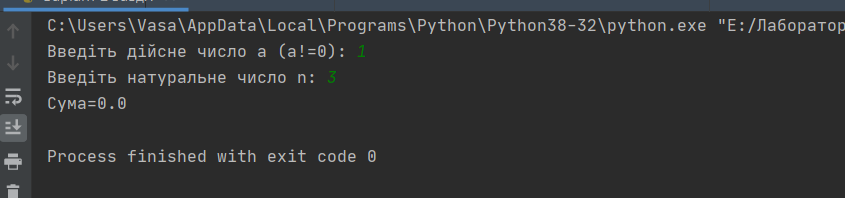 C:\Users\Vasa\AppData\Local\Programs\Python\Python38-32\python.exe "E:/Лаборатор
Введіть дійсне число a (a!=0): 1
Введіть натуральне число n: 3
Сума=0.0
Process finished with exit code 0